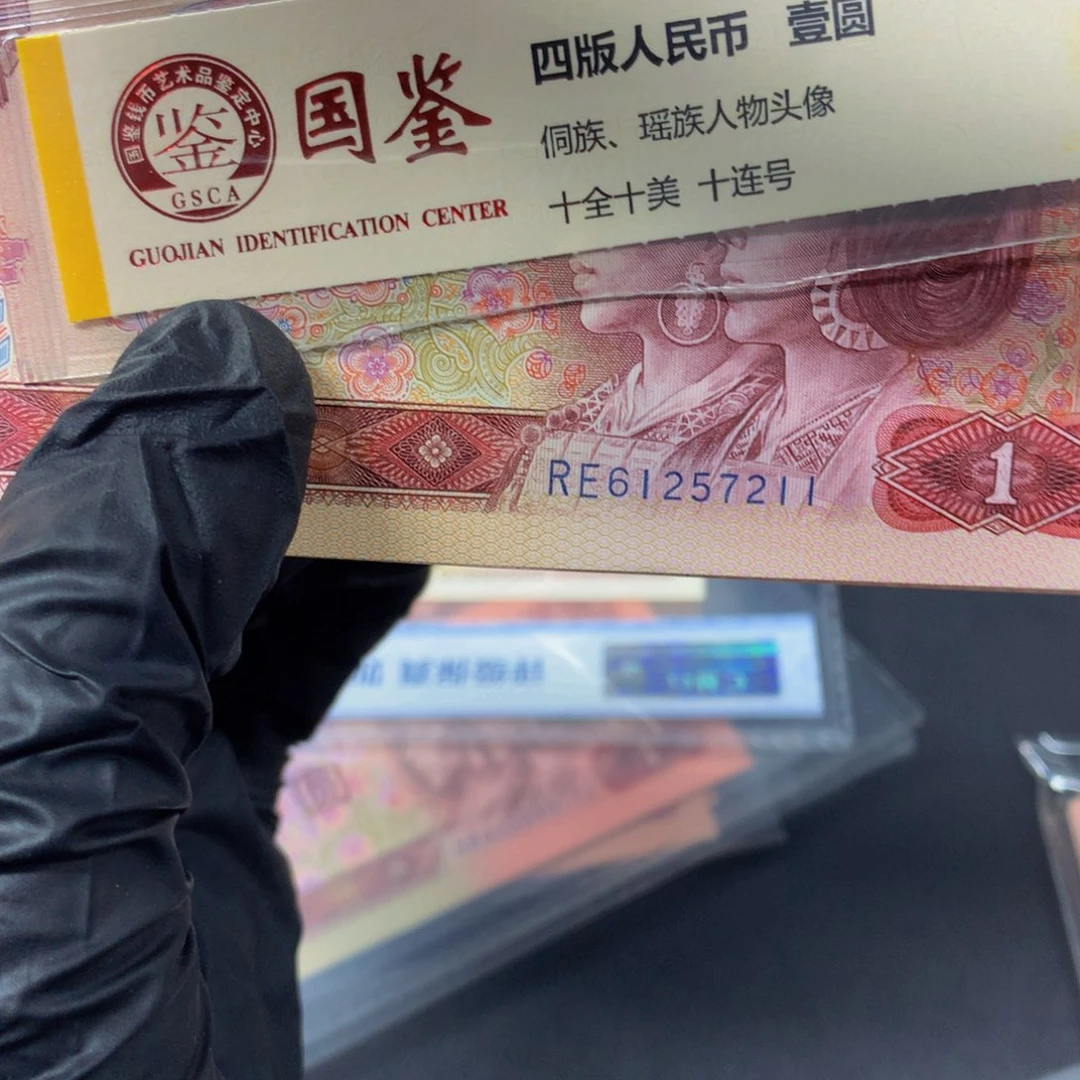 国鉴钱币艺术品鉴定中心
鉴
GSCA
国鉴
GUOJIAN IDENTIFICATION CENTER
四版人民币 壹圆
侗族、瑶族人物头像
十全十美 十连号
RE61257211
1